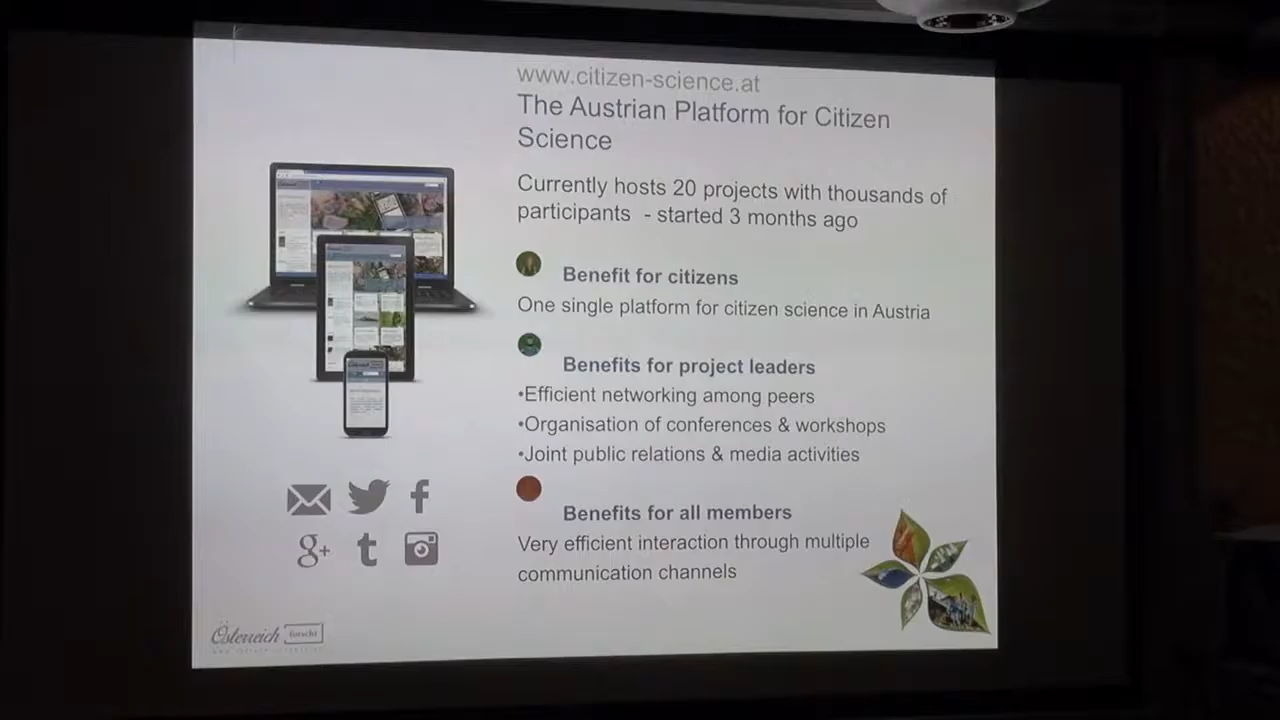 www.citizen-science.at
The Austrian Platform for Citizen
Science
Currently hosts 20 projects with thousands of
participants - started 3 months ago
Benefit for citizens
One single platform for citizen science in Austria
Benefits for project leaders
•Efficient networking among peers
•Organisation of conferences & workshops
•Joint public relations & media activities
Benefits for all members
Very efficient interaction through multiple
communication channels
Österreich forscht